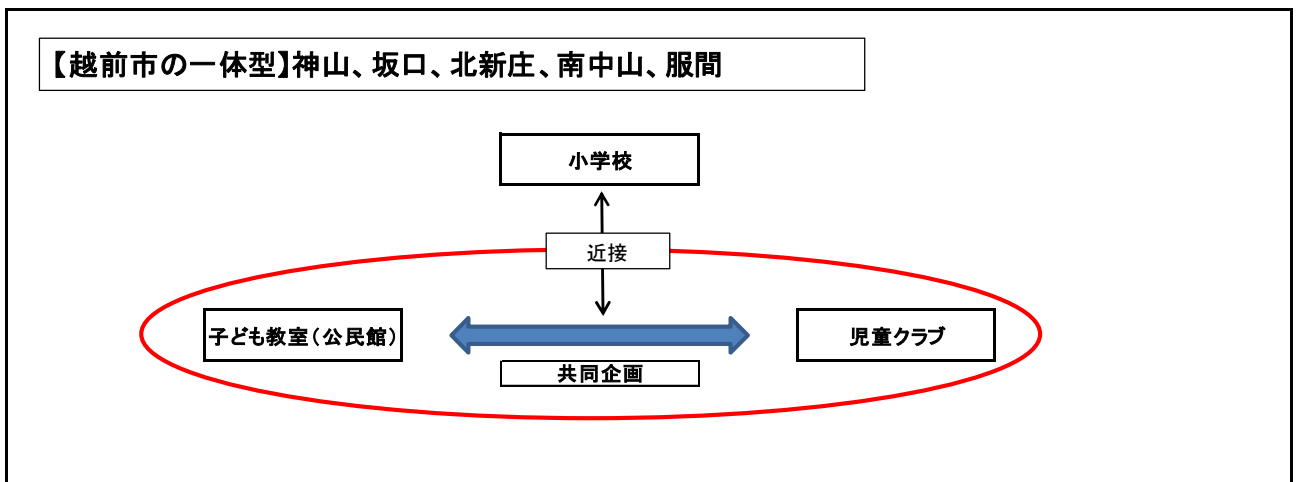 【越前市の一体型】神山、坂口、北新庄、南中山、服間
小学校
近接
子ども教室(公民館)
児童クラブ
共同企画